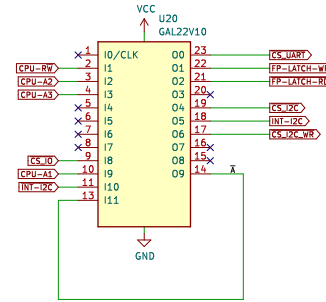 VCC
U20
GAL22V10
1 I0/CLK O0 23 CS_UART
CPU-RW 2 I1 O1 22 FP-LATCH-WR
CPU-A2 3 I2 O2 21 FP-LATCH-RD
CPU-A3 4 I3 O3 20
5 I4 O4 19 CS_I2C
6 I5 O5 18 INT-I2C
7 I6 O6 17 CS_I2C_WR
8 I7 O7 16
CS_IO 9 I8 O8 15
CPU-A1 10 I9 O9 14 A
INT-I2C 11 I10
13 I11
GND